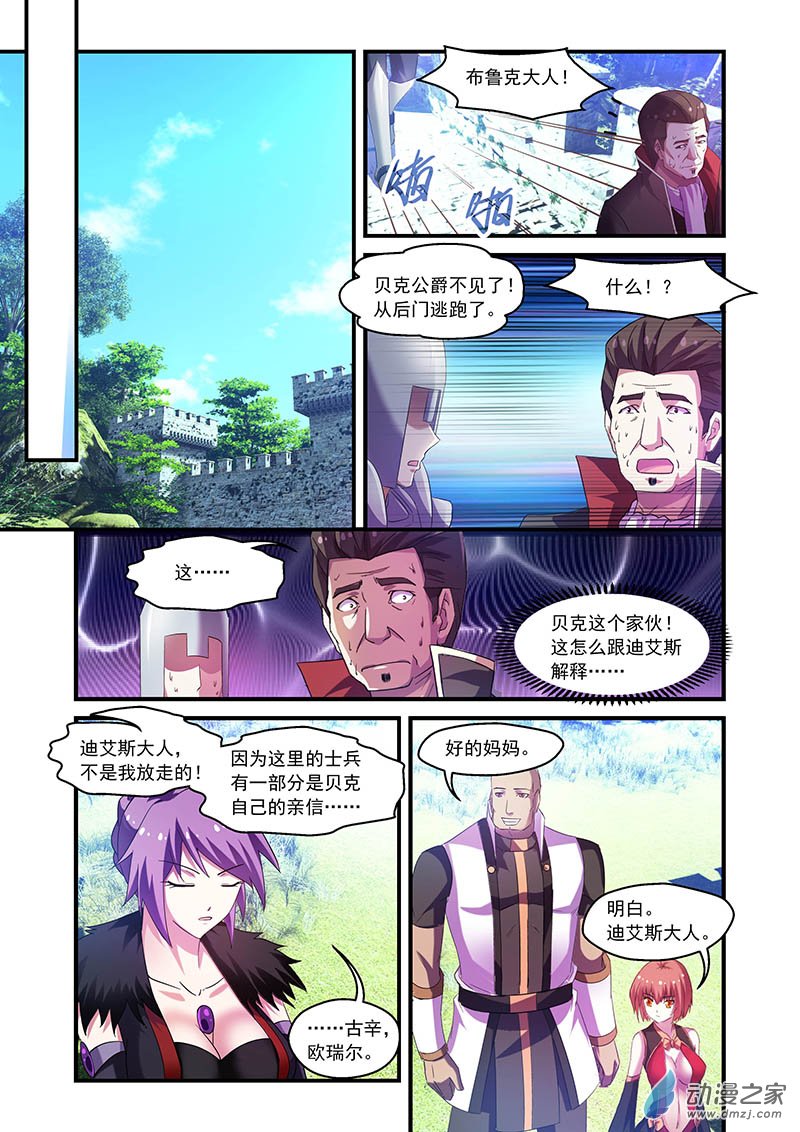 布鲁克大人！
啪
啪
贝克公爵不见了！
从后门逃跑了。
什么！？
这……
贝克这个家伙！
这怎么跟迪艾斯
解释……
迪艾斯大人，
不是我放走的！
因为这里的士兵
有一部分是贝克
自己的亲信……
……古辛，
欧瑞尔。
好的妈妈。
明白。
迪艾斯大人。
动漫之家
www.dmzj.com